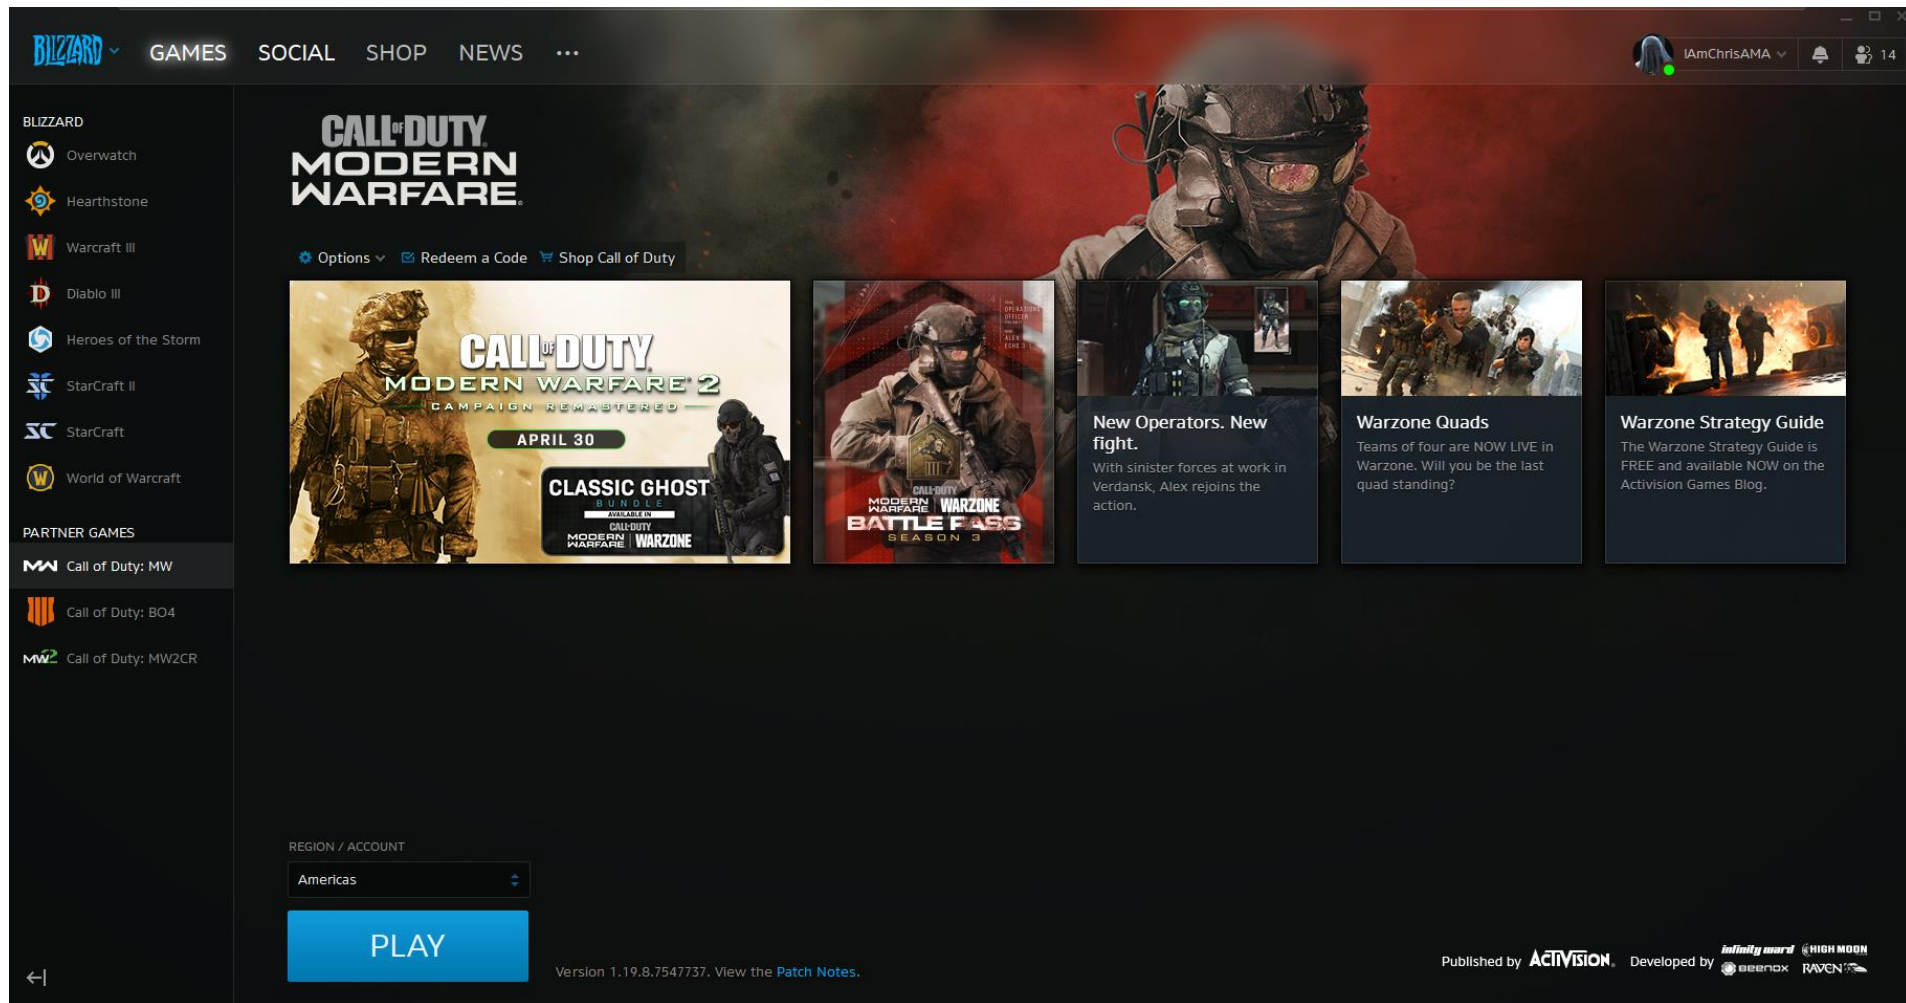 BLIZZARD
GAMES
SOCIAL
SHOP
NEWS
IAmChrisAMA
14
BLIZZARD
Overwatch
Hearthstone
Warcraft III
Diablo III
Heroes of the Storm
StarCraft II
StarCraft
World of Warcraft
PARTNER GAMES
Call of Duty: MW
Call of Duty: BO4
Call of Duty: MW2CR
CALL OF DUTY
MODERN
WARFARE
Options
Redeem a Code
Shop Call of Duty
CALL OF DUTY
MODERN WARFARE 2
CAMPAIGN REMASTERED
APRIL 30
CLASSIC GHOST
BUNDLE
AVAILABLE IN
CALL OF DUTY
MODERN WARFARE | WARZONE
CALL OF DUTY
MODERN WARFARE | WARZONE
BATTLE PASS
SEASON 3
New Operators. New
fight.
With sinister forces at work in
Verdansk, Alex rejoins the
action.
Warzone Quads
Teams of four are NOW LIVE in
Warzone. Will you be the last
quad standing?
Warzone Strategy Guide
The Warzone Strategy Guide is
FREE and available NOW on the
Activision Games Blog.
REGION / ACCOUNT
Americas
PLAY
Version 1.19.8.7547737. View the Patch Notes.
Published by ACTIVISION.
Developed by
infinity ward
HIGH MOON
BEENOX
RAVEN